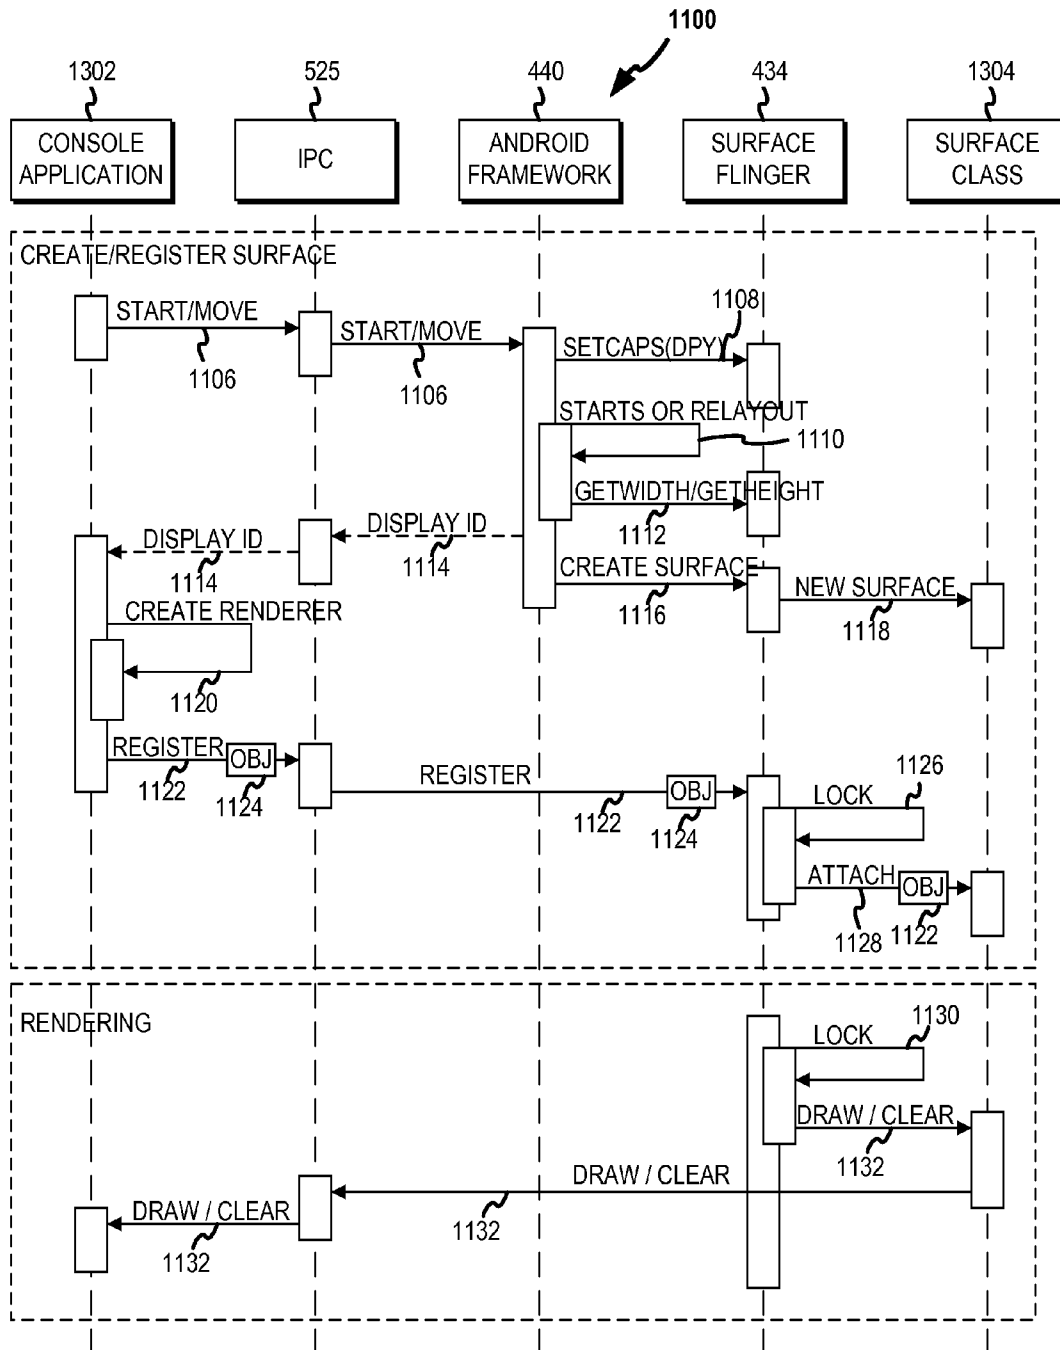 1100
1302
525
440
434
1304
CONSOLE
APPLICATION
IPC
ANDROID
FRAMEWORK
SURFACE
FLINGER
SURFACE
CLASS
CREATE/REGISTER SURFACE
START/MOVE
1106
START/MOVE
1106
1108
SETCAPS(DPY)
STARTS OR RELAYOUT
1110
GETWIDTH/GETHEIGHT
1112
DISPLAY ID
1114
DISPLAY ID
1114
CREATE SURFACE
1116
NEW SURFACE
1118
CREATE RENDERER
1120
REGISTER
OBJ
1122
1124
REGISTER
OBJ
1122
1124
1126
LOCK
ATTACH
OBJ
1128
1122
RENDERING
1130
LOCK
DRAW / CLEAR
1132
DRAW / CLEAR
1132
DRAW / CLEAR
1132